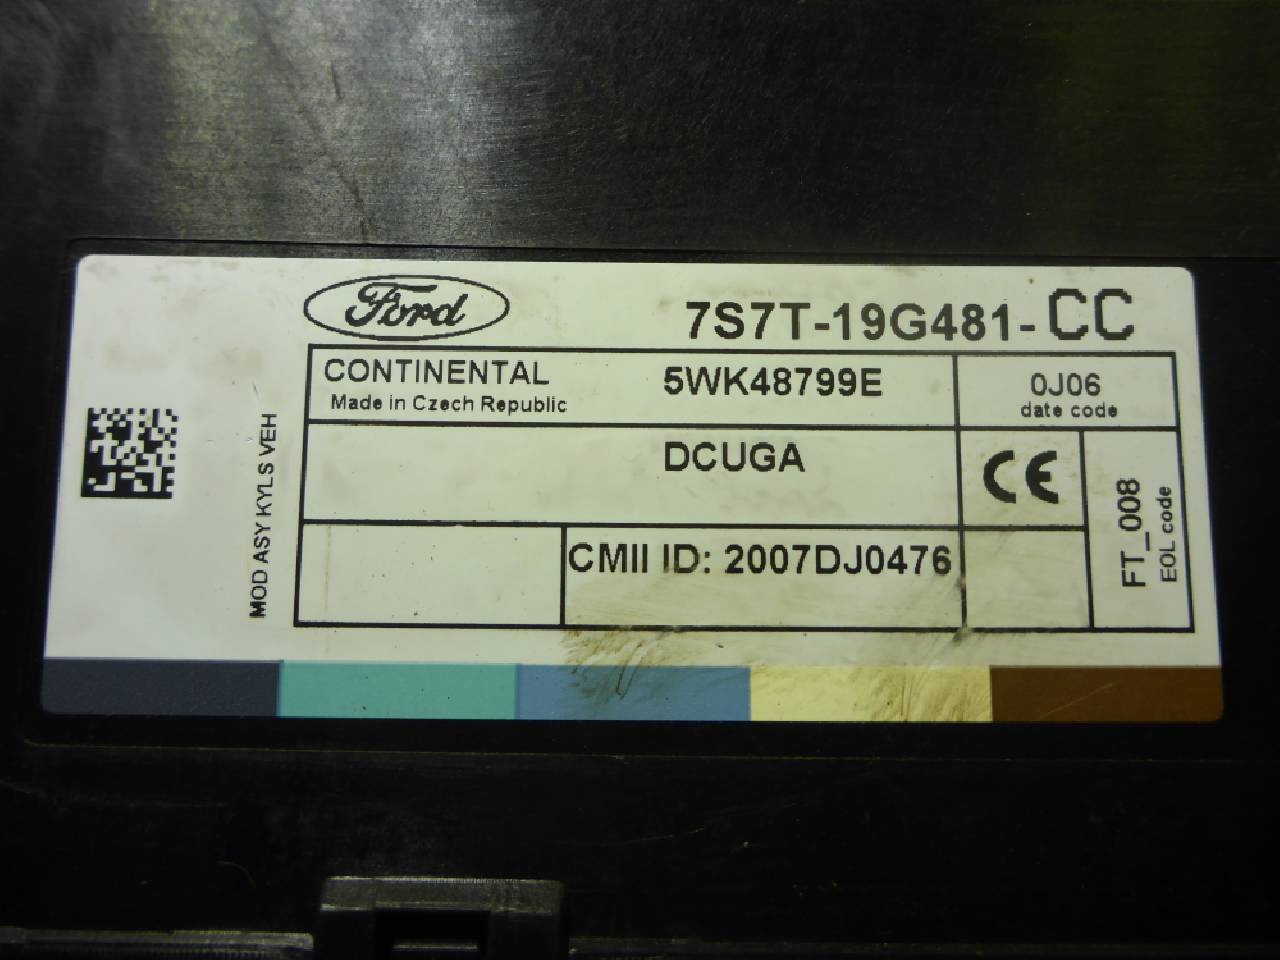 Ford
7S7T-19G481-CC
CONTINENTAL
Made in Czech Republic
5WK48799E
0J06
date code
DCUGA
CE
CMII ID: 2007DJ0476
FT_008
EOL code
MOD ASY KYLS VEH